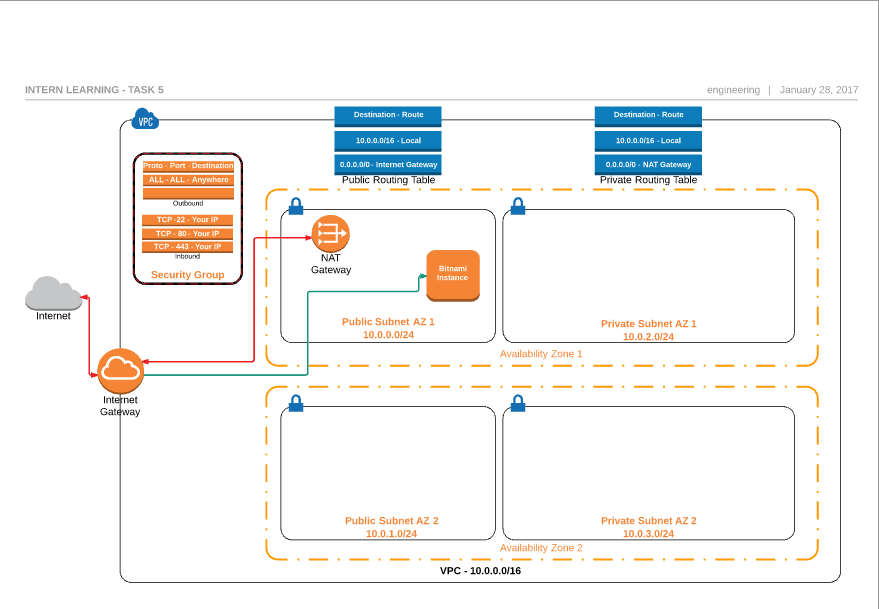 INTERN LEARNING - TASK 5
engineering | January 28, 2017
VPC
Destination - Route
10.0.0.0/16 - Local
0.0.0.0/0 - Internet Gateway
Public Routing Table
Destination - Route
10.0.0.0/16 - Local
0.0.0.0/0 - NAT Gateway
Private Routing Table
Proto - Port - Destination
ALL - ALL - Anywhere
Outbound
TCP -22 - Your IP
TCP - 80 - Your IP
TCP - 443 - Your IP
Inbound
Security Group
NAT
Gateway
Bitnami
Instance
Public Subnet AZ 1
10.0.0.0/24
Private Subnet AZ 1
10.0.2.0/24
Availability Zone 1
Internet
Internet
Gateway
Public Subnet AZ 2
10.0.1.0/24
Private Subnet AZ 2
10.0.3.0/24
Availability Zone 2
VPC - 10.0.0.0/16